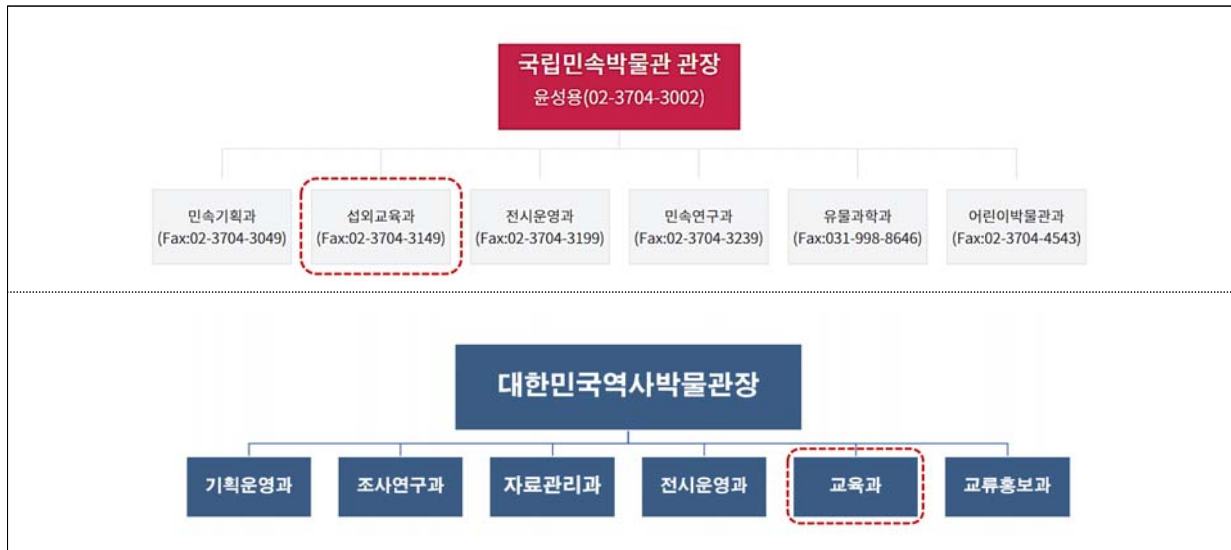 국립민속박물관 관장
윤성용(02-3704-3002)
민속기획과
(Fax:02-3704-3049)
섭외교육과
(Fax:02-3704-3149)
전시운영과
(Fax:02-3704-3199)
민속연구과
(Fax:02-3704-3239)
유물과학과
(Fax:031-998-8646)
어린이박물관과
(Fax:02-3704-4543)
대한민국역사박물관장
기획운영과
조사연구과
자료관리과
전시운영과
교육과
교류홍보과